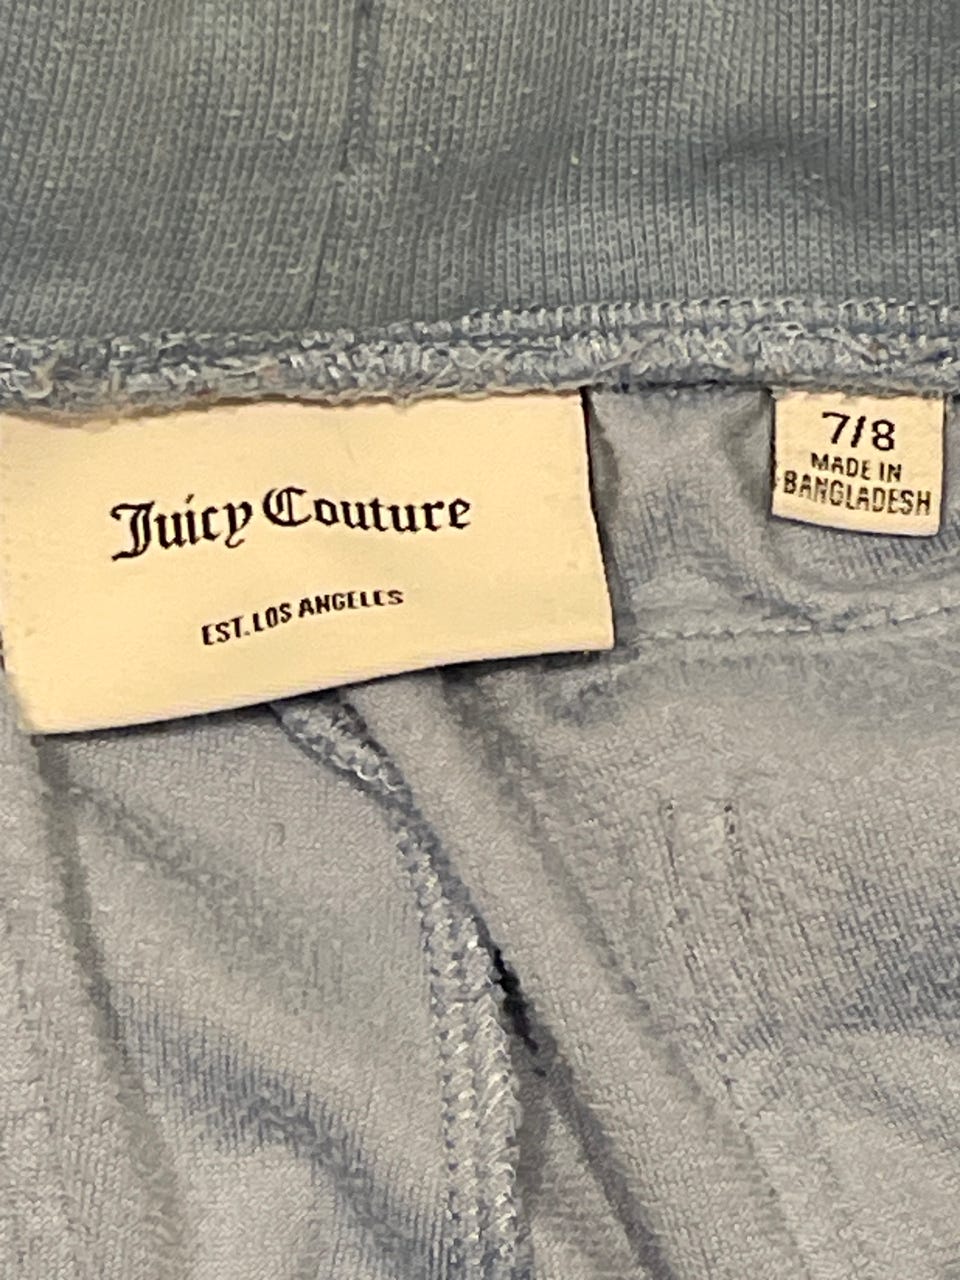 Juicy Couture
EST. LOS ANGELES
7/8
MADE IN
BANGLADESH